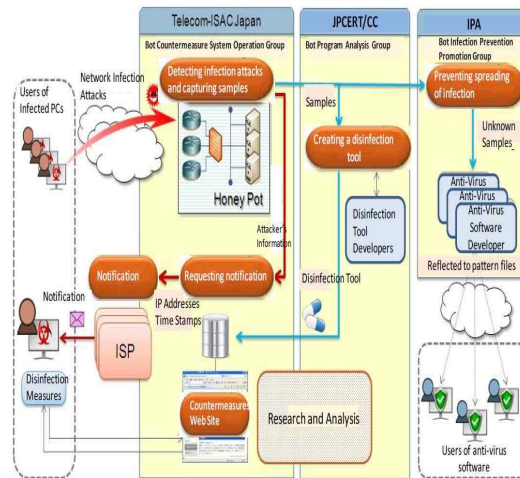 Telecom-ISAC Japan
Bot Countermeasure System Operation Group
JPCERT/CC
Bot Program Analysis Group
IPA
Bot Infection Prevention
Promotion Group
Users of
Infected PCs
Network Infection
Attacks
Detecting infection attacks
and capturing samples
Preventing spreading
of infection
Samples
Creating a disinfection
tool
Unknown
Samples
Honey Pot
Disinfection
Tool
Developers
Anti-Virus
Anti-Virus
Anti-Virus
Software
Developer
Attacker's
Information
Reflected to pattern files
Notification
Requesting notification
Disinfection Tool
IP Addresses
Time Stamps
Notification
ISP
Disinfection
Measures
Countermeasures
Web Site
Research and Analysis
Users of anti-virus
software